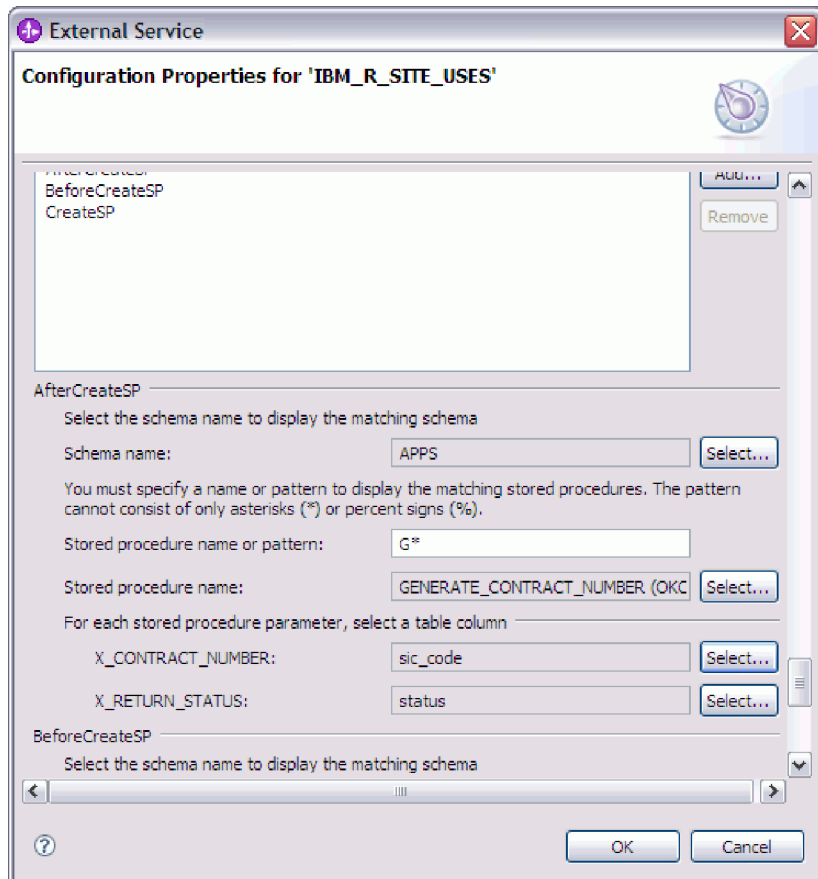 External Service
Configuration Properties for 'IBM_R_SITE_USES'
AfterCreateSP
Add...
BeforeCreateSP
CreateSP
Remove
AfterCreateSP
Select the schema name to display the matching schema
Schema name: APPS Select...
You must specify a name or pattern to display the matching stored procedures. The pattern
cannot consist of only asterisks (*) or percent signs (%).
Stored procedure name or pattern: G*
Stored procedure name: GENERATE_CONTRACT_NUMBER (OKC Select...
For each stored procedure parameter, select a table column
X_CONTRACT_NUMBER: sic_code Select...
X_RETURN_STATUS: status Select...
BeforeCreateSP
Select the schema name to display the matching schema
? OK Cancel